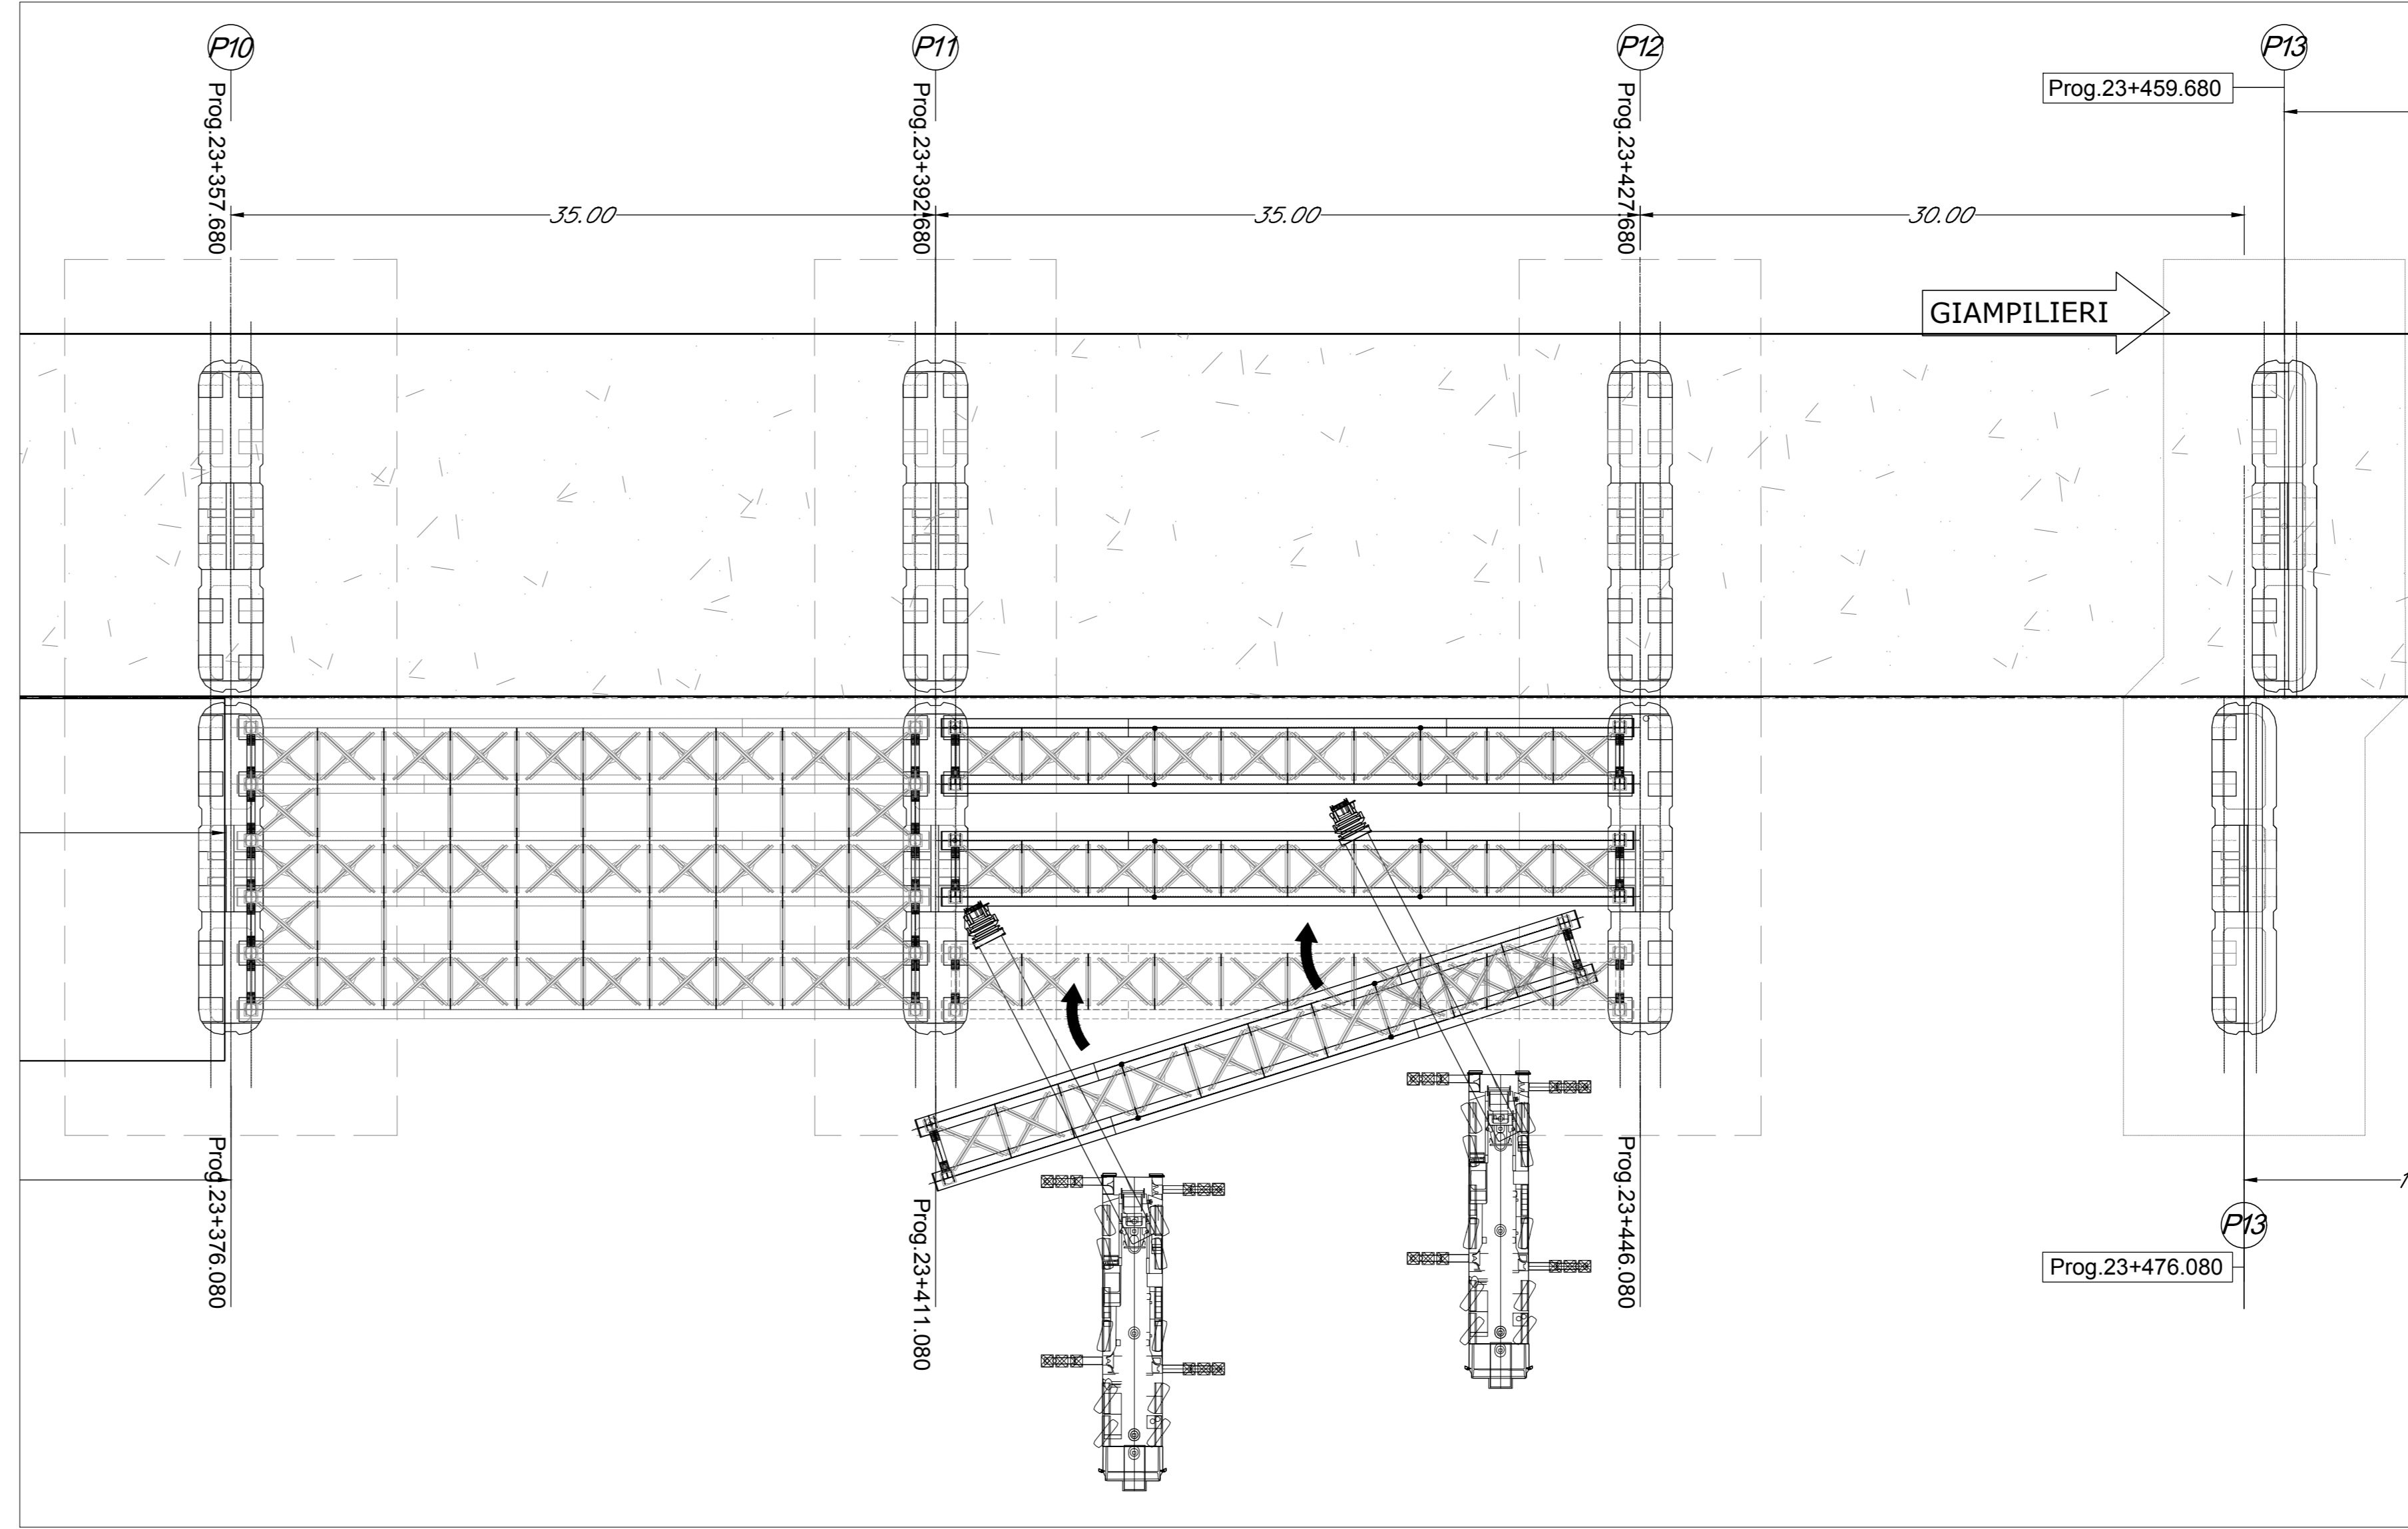 P10
P11
P12
P13
Prog.23+357.680
Prog.23+392.680
Prog.23+427.680
Prog.23+459.680
35.00
35.00
30.00
GIAMPILIERI
Prog.23+376.080
Prog.23+411.080
Prog.23+446.080
P13
Prog.23+476.080